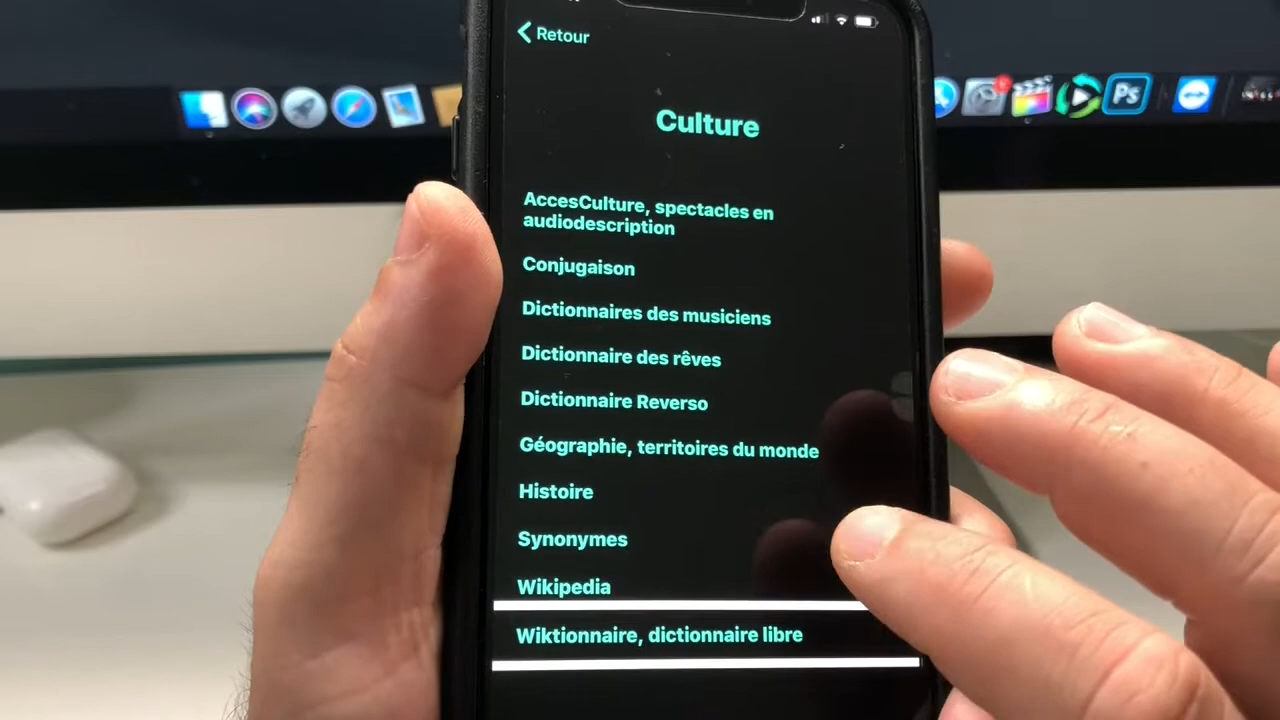 Retour
Culture
AccesCulture, spectacles en
audiodescription
Conjugaison
Dictionnaires des musiciens
Dictionnaire des rêves
Dictionnaire Reverso
Géographie, territoires du monde
Histoire
Synonymes
Wikipedia
Wiktionnaire, dictionnaire libre
Ps